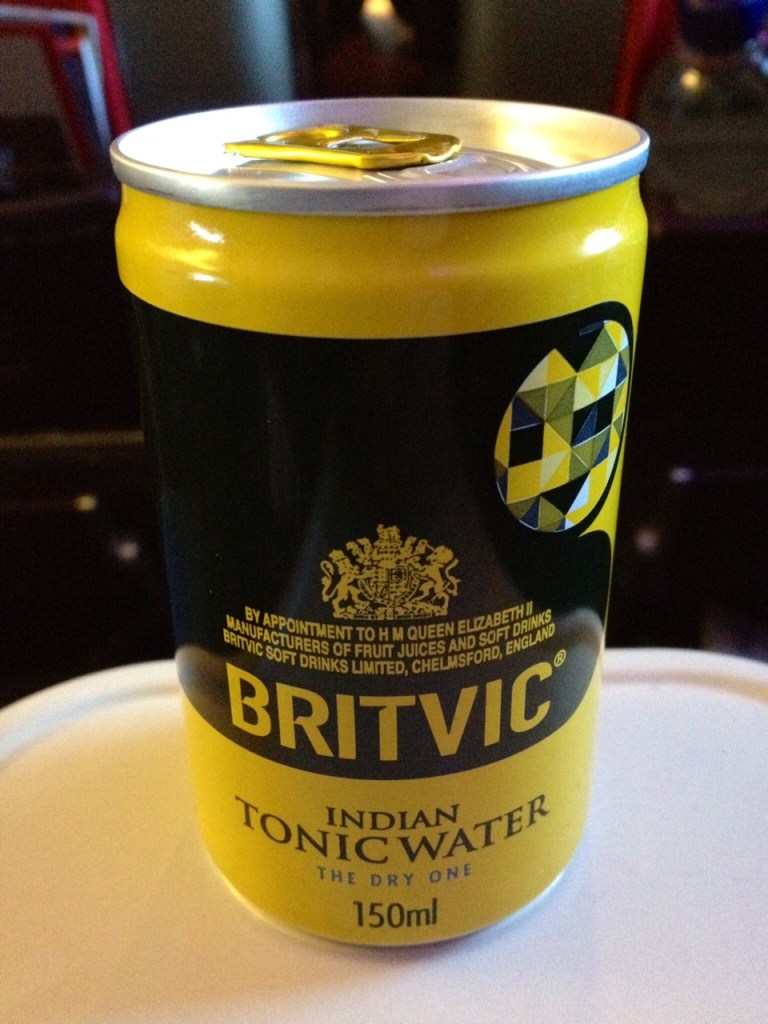 BY APPOINTMENT TO H M QUEEN ELIZABETH II
MANUFACTURERS OF FRUIT JUICES AND SOFT DRINKS
BRITVIC SOFT DRINKS LIMITED, CHELMSFORD, ENGLAND
BRITVIC®
INDIAN
TONIC WATER
THE DRY ONE
150ml